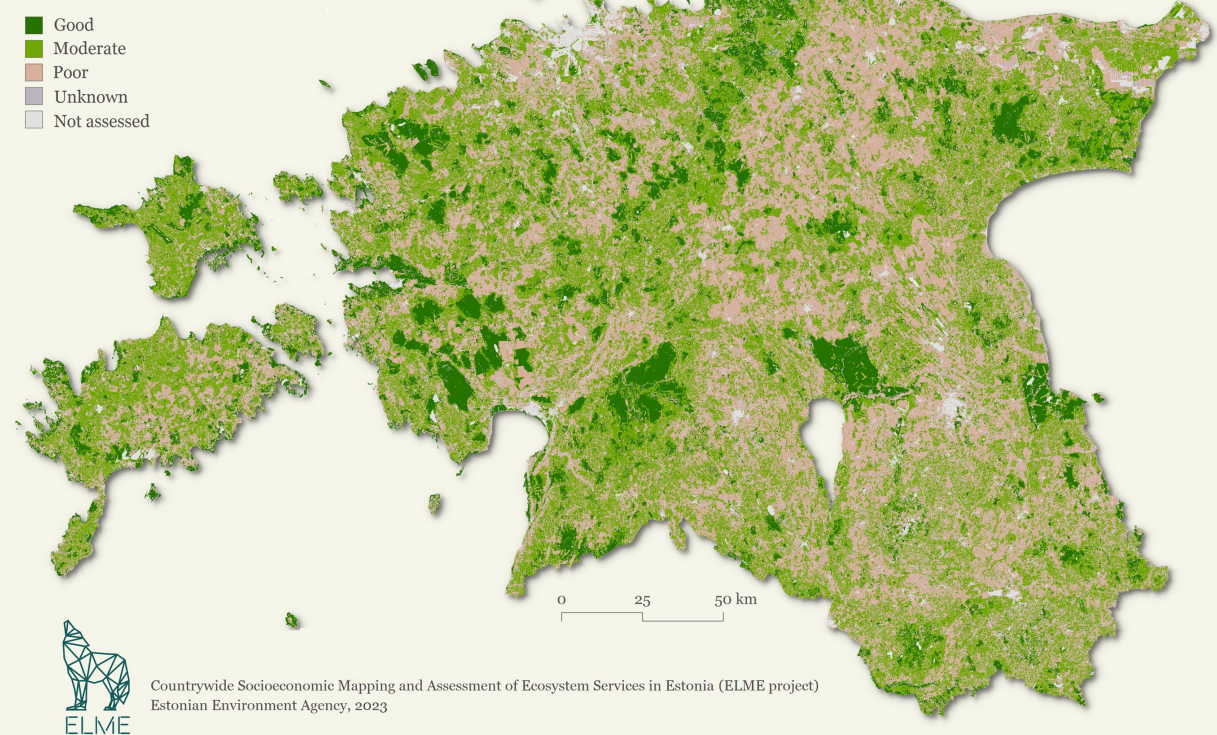 Good
Moderate
Poor
Unknown
Not assessed
0 25 50 km
Countrywide Socioeconomic Mapping and Assessment of Ecosystem Services in Estonia (ELME project)
Estonian Environment Agency, 2023
ELME